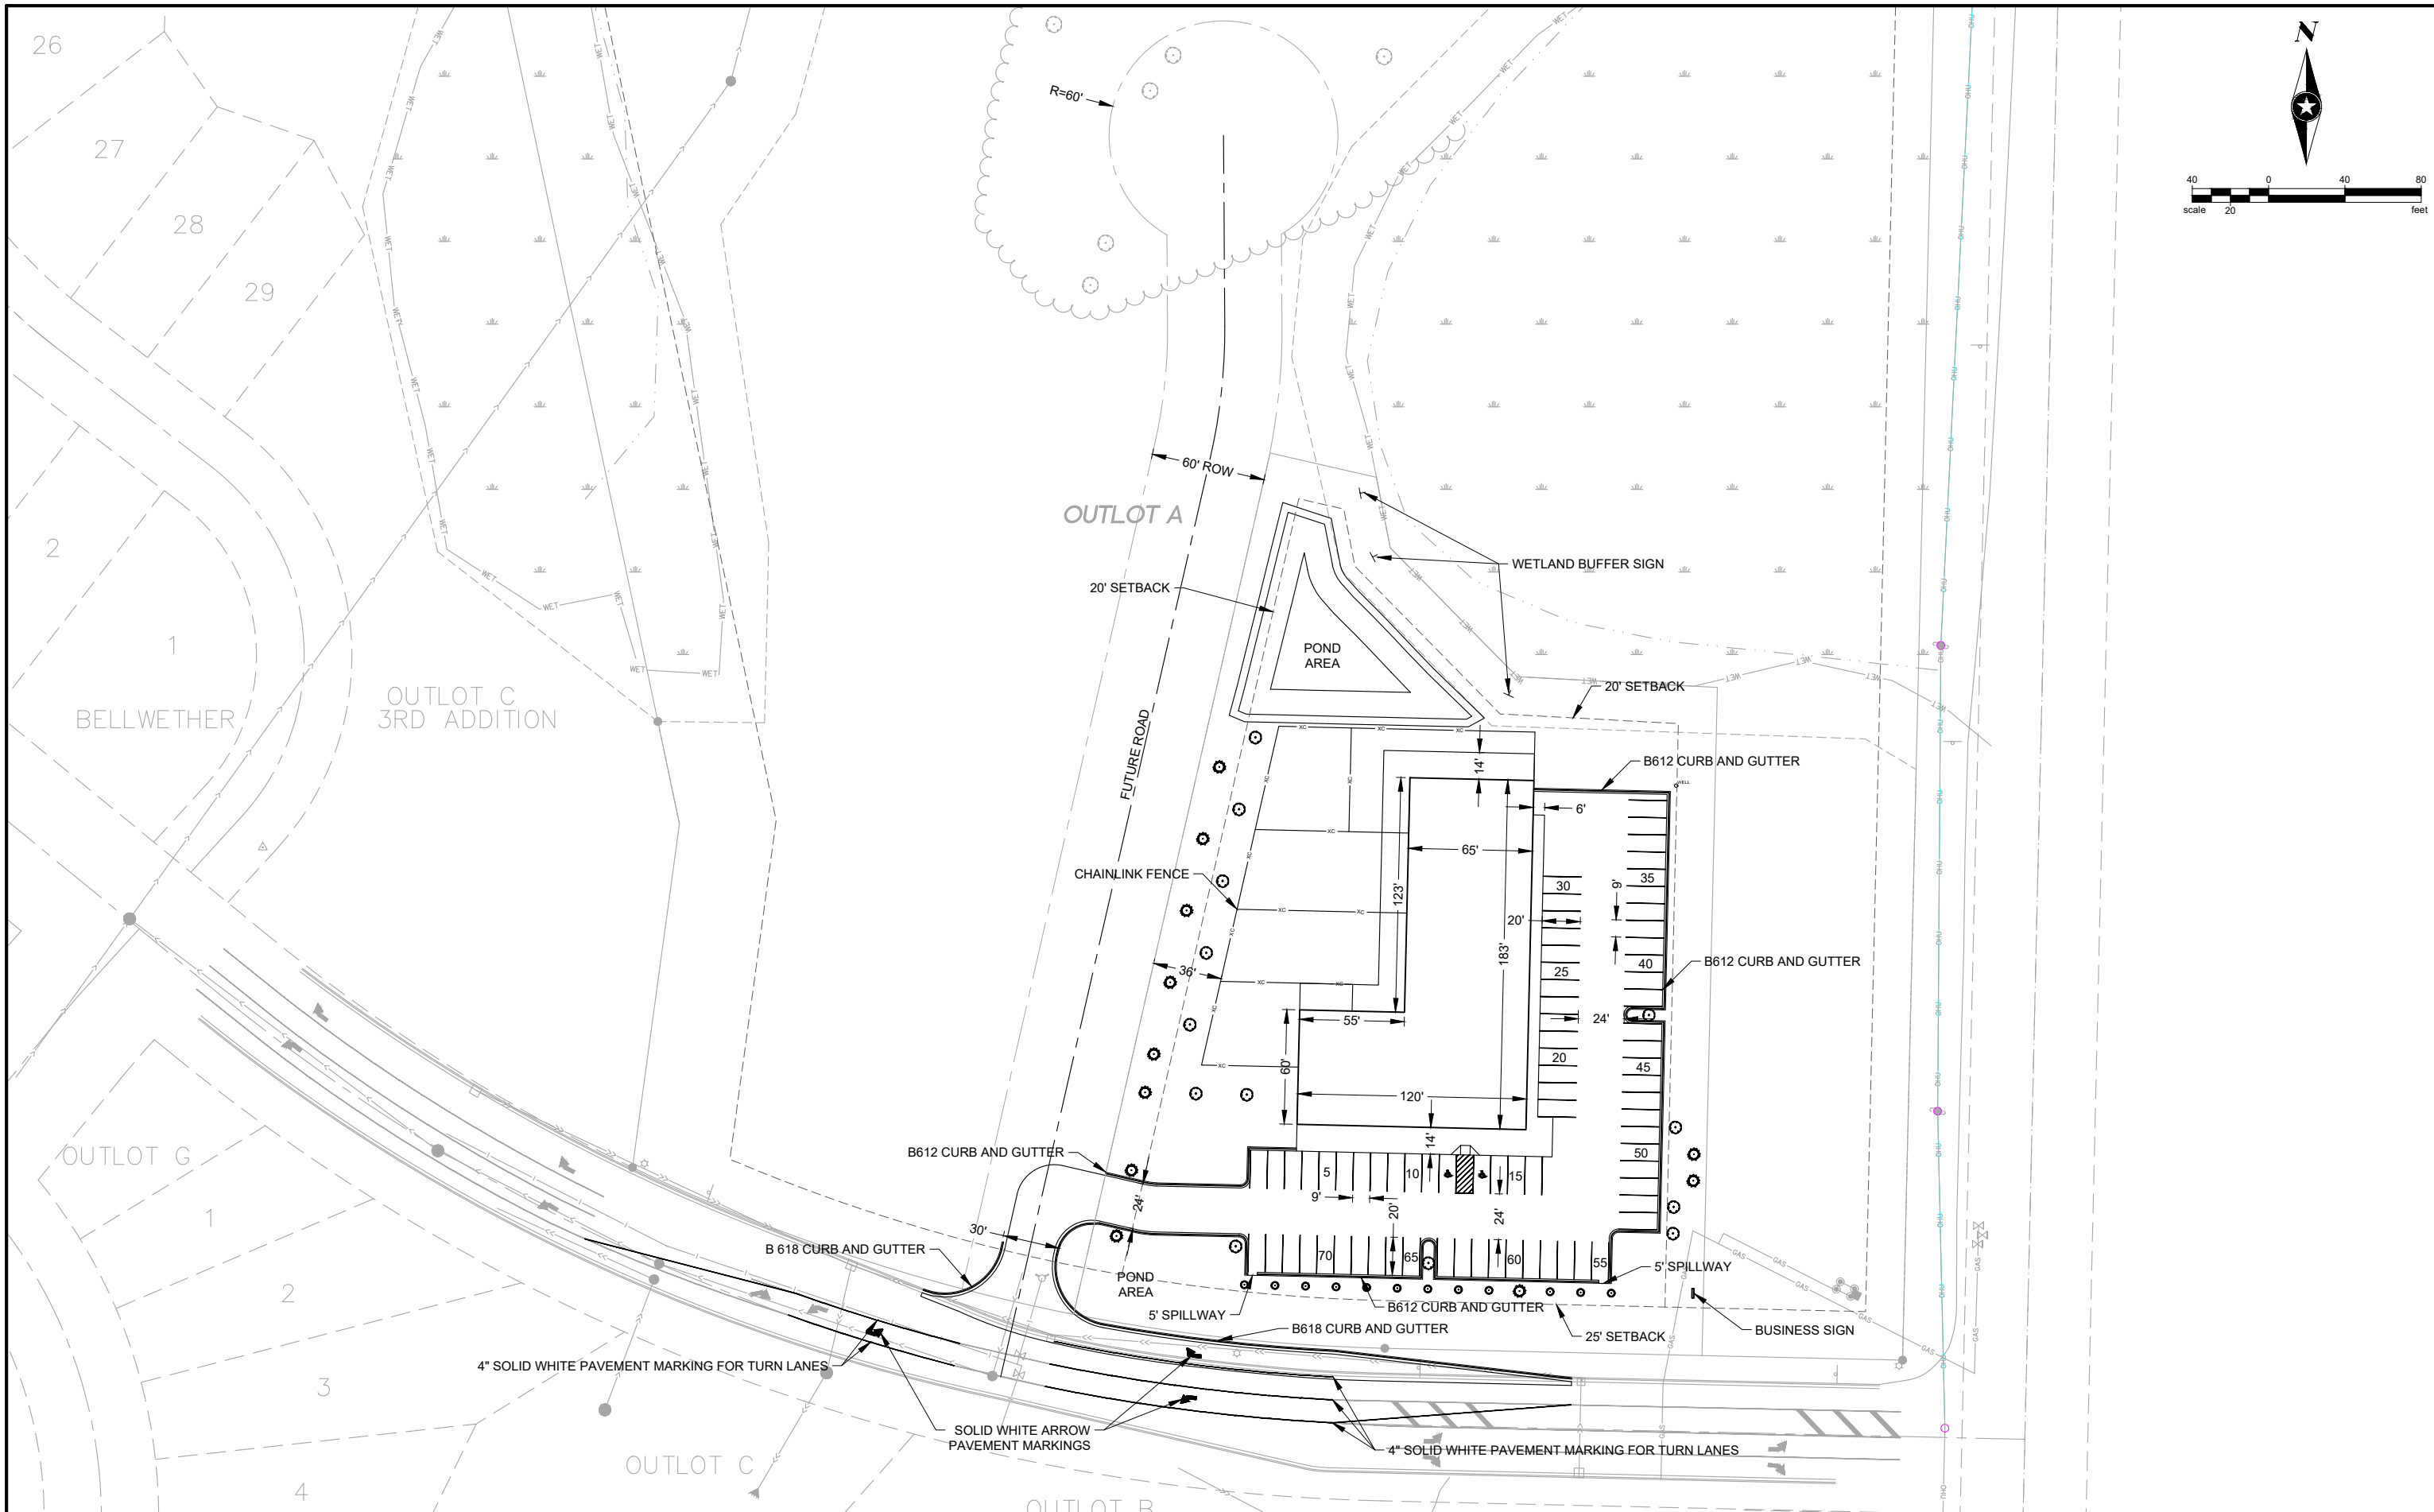 26
27
28
29
2
1
BELLWETHER
OUTLOT C
3RD ADDITION
R=60'
N
40 0 40 80
scale 20 feet
60' ROW
OUTLOT A
WETLAND BUFFER SIGN
20' SETBACK
POND
AREA
20' SETBACK
FUTURE ROAD
B612 CURB AND GUTTER
WELL
14'
6'
65'
CHAINLINK FENCE
123'
183'
30
35
9'
20'
36'
25
40
B612 CURB AND GUTTER
55'
24'
60'
20
45
120'
14'
50
B612 CURB AND GUTTER
5
10
15
9'
24'
20'
24'
30'
B 618 CURB AND GUTTER
70
65
60
55
POND
AREA
5' SPILLWAY
5' SPILLWAY
B612 CURB AND GUTTER
B618 CURB AND GUTTER
25' SETBACK
BUSINESS SIGN
4" SOLID WHITE PAVEMENT MARKING FOR TURN LANES
SOLID WHITE ARROW
PAVEMENT MARKINGS
4" SOLID WHITE PAVEMENT MARKING FOR TURN LANES
OUTLOT G
1
2
3
4
OUTLOT C
OUTLOT B
WET
OHU
GAS
XC